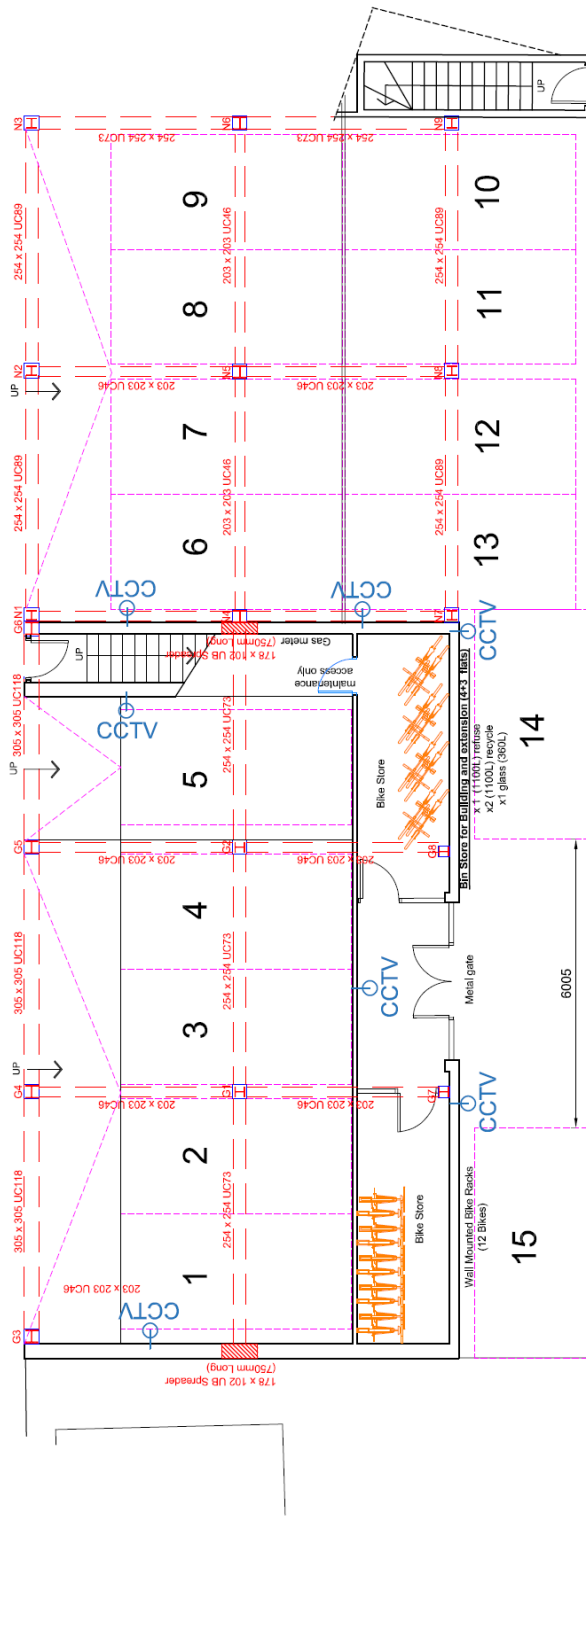 305 x 305 UC118
305 x 305 UC118
305 x 305 UC118
254 x 254 UC89
254 x 254 UC89
UP
UP
UP
G3
G4
G5
G6
N1
N2
N3
UP
203 x 203 UC46
203 x 203 UC46
203 x 203 UC46
203 x 203 UC46
254 x 254 UC73
CCTV
CCTV
CCTV
1
2
3
4
5
6
7
8
9
178 x 102 UB Spreader
(750mm Long)
254 x 254 UC73
254 x 254 UC73
254 x 254 UC73
178 x 102 UB Spreader
(750mm Long)
203 x 203 UC46
203 x 203 UC46
G1
G2
N4
N5
N6
Gas meter
maintenance
access only
203 x 203 UC46
203 x 203 UC46
203 x 203 UC46
254 x 254 UC73
CCTV
CCTV
Bike Store
Bike Store
G7
G8
N7
N8
N9
254 x 254 UC89
254 x 254 UC89
Wall Mounted Bike Racks
(12 Bikes)
Metal gate
Bin Store for Building and extension (4+3 flats)
x 1 (1100L) refuse
x2 (1100L) recycle
x1 glass (360L)
CCTV
CCTV
15
14
13
12
11
10
6005
UP